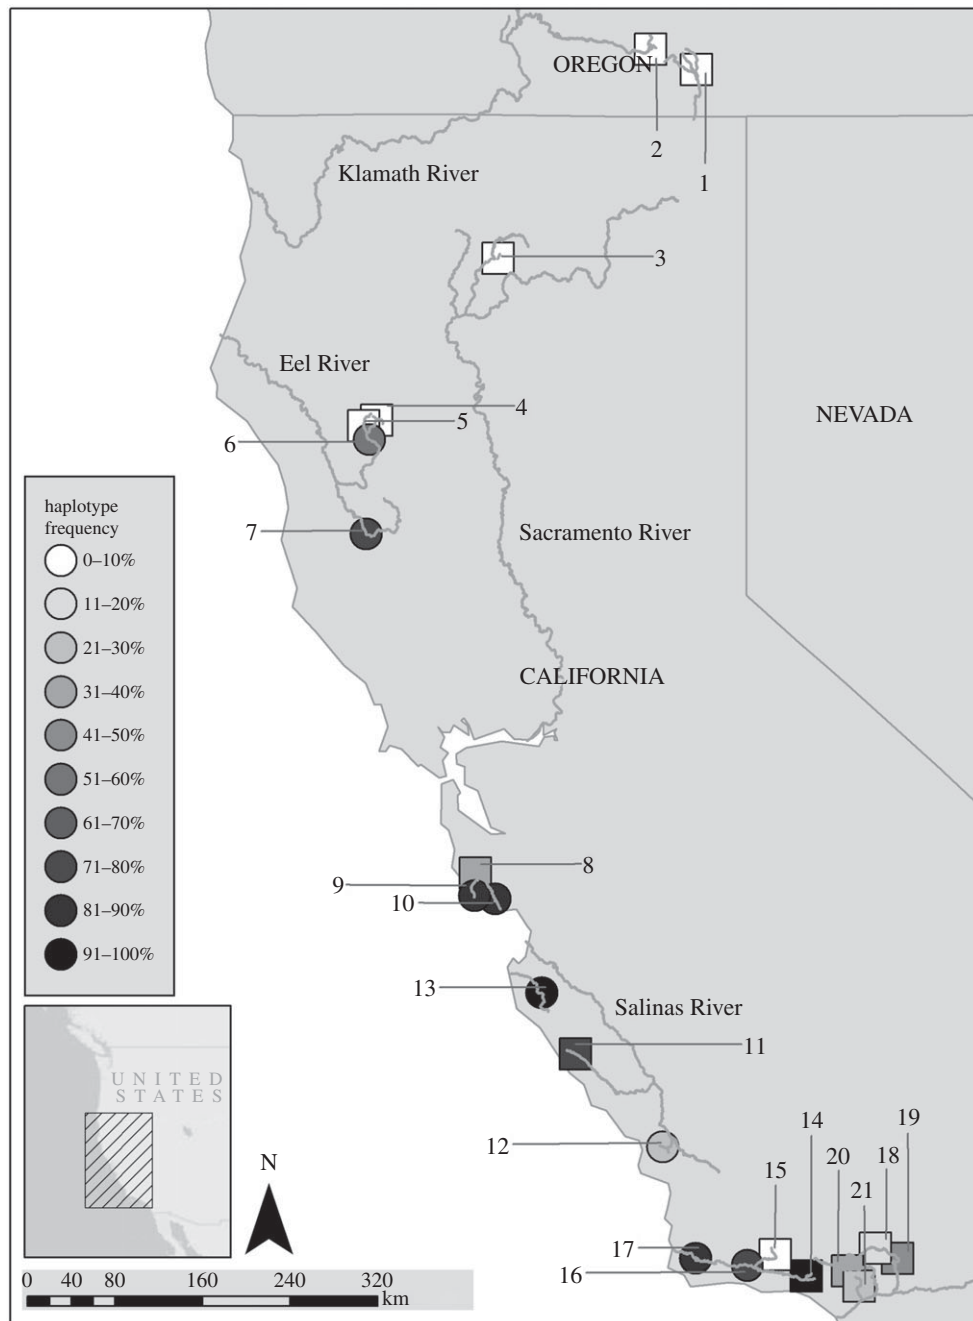 OREGON
2
1
Klamath River
3
Eel River
4
5
6
NEVADA
haplotype
frequency
0–10%
11–20%
21–30%
31–40%
41–50%
51–60%
61–70%
71–80%
81–90%
91–100%
7
Sacramento River
CALIFORNIA
8
9
10
13
Salinas River
11
12
14
19
15
20
18
21
17
16
UNITED
STATES
N
0 40 80 160 240 320
km